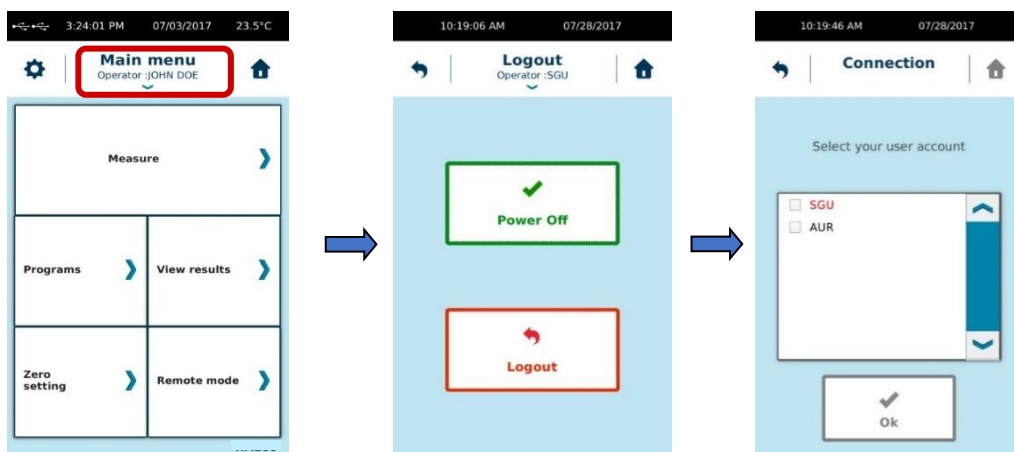 3:24:01 PM 07/03/2017 23.5°C
Main menu
Operator :JOHN DOE
Measure
Programs
View results
Zero
setting
Remote mode
10:19:06 AM 07/28/2017
Logout
Operator :SGU
Power Off
Logout
10:19:46 AM 07/28/2017
Connection
Select your user account
SGU
AUR
Ok